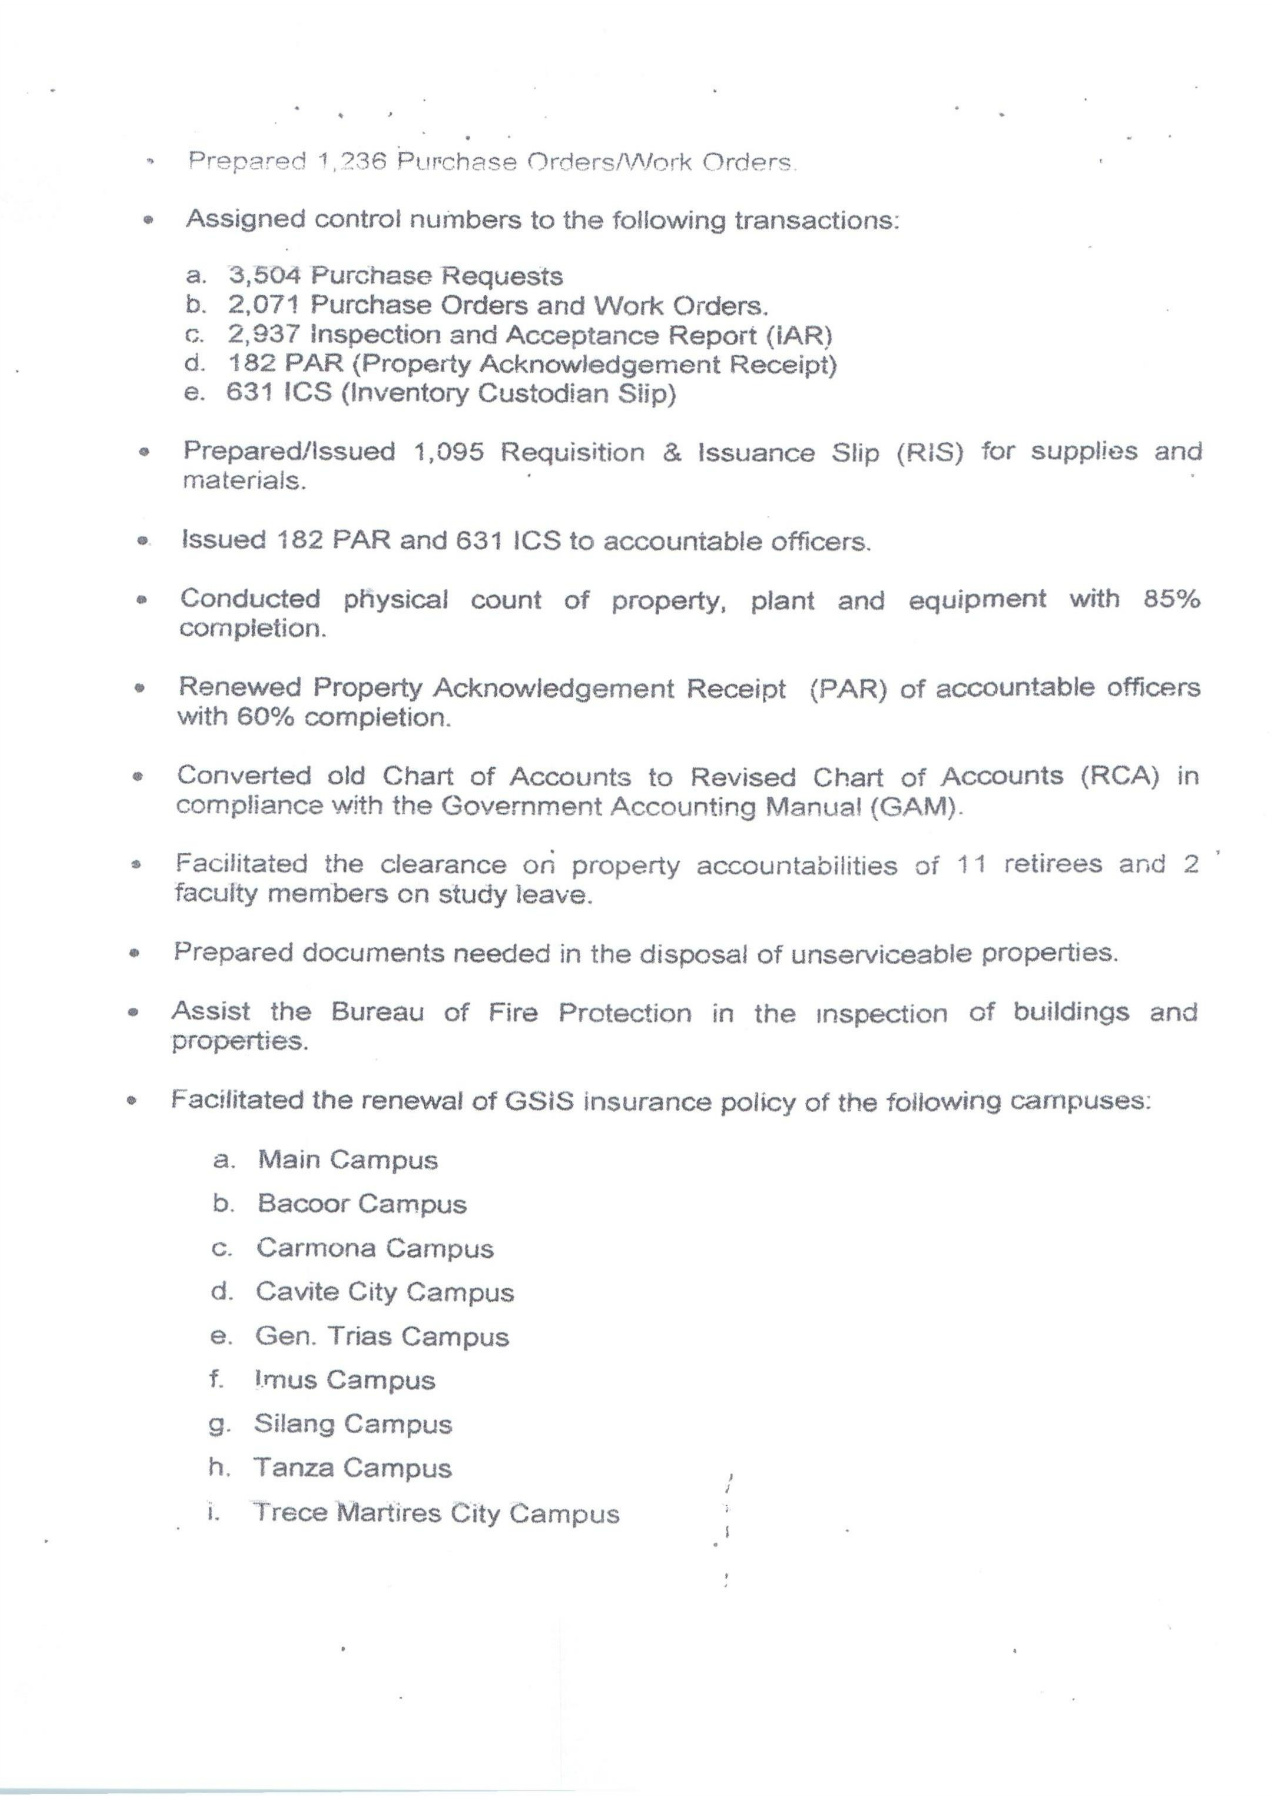 • Prepared 1,236 Purchase Orders/Work Orders.
• Assigned control numbers to the following transactions:
a. 3,504 Purchase Requests
b. 2,071 Purchase Orders and Work Orders.
c. 2,937 Inspection and Acceptance Report (IAR)
d. 182 PAR (Property Acknowledgement Receipt)
e. 631 ICS (Inventory Custodian Slip)
• Prepared/Issued 1,095 Requisition & Issuance Slip (RIS) for supplies and
materials.
• Issued 182 PAR and 631 ICS to accountable officers.
• Conducted physical count of property, plant and equipment with 85%
completion.
• Renewed Property Acknowledgement Receipt (PAR) of accountable officers
with 60% completion.
• Converted old Chart of Accounts to Revised Chart of Accounts (RCA) in
compliance with the Government Accounting Manual (GAM).
• Facilitated the clearance on property accountabilities of 11 retirees and 2
faculty members on study leave.
• Prepared documents needed in the disposal of unserviceable properties.
• Assist the Bureau of Fire Protection in the inspection of buildings and
properties.
• Facilitated the renewal of GSIS insurance policy of the following campuses:
a. Main Campus
b. Bacoor Campus
c. Carmona Campus
d. Cavite City Campus
e. Gen. Trias Campus
f. Imus Campus
g. Silang Campus
h. Tanza Campus
i. Trece Martires City Campus